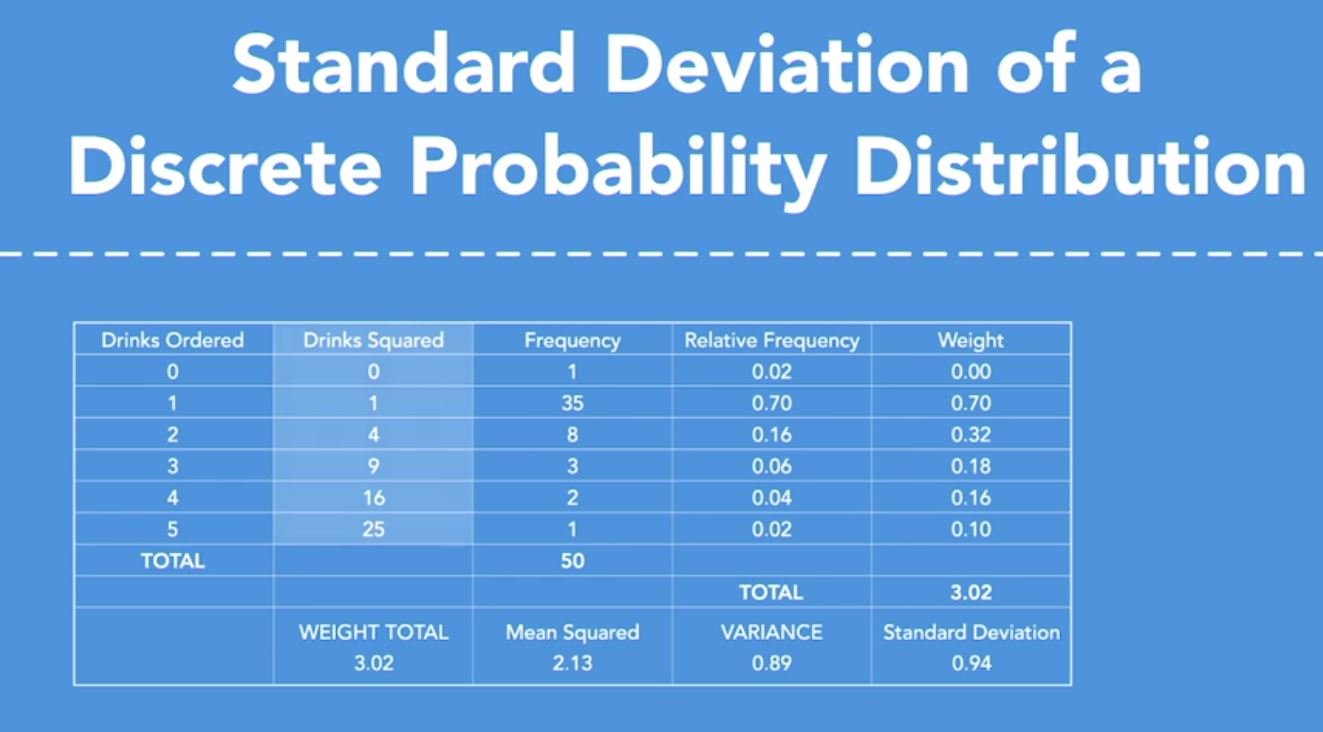 Standard Deviation of a
Discrete Probability Distribution
Drinks Ordered Drinks Squared Frequency Relative Frequency Weight
0 0 1 0.02 0.00
1 1 35 0.70 0.70
2 4 8 0.16 0.32
3 9 3 0.06 0.18
4 16 2 0.04 0.16
5 25 1 0.02 0.10
TOTAL 50
TOTAL 3.02
WEIGHT TOTAL Mean Squared VARIANCE Standard Deviation
3.02 2.13 0.89 0.94